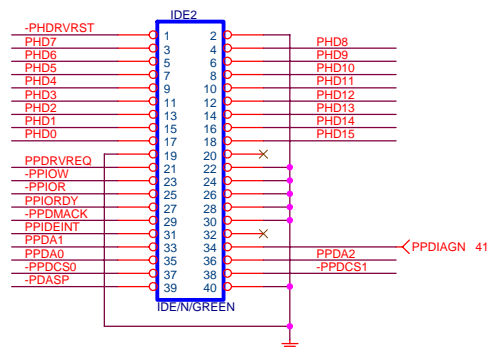 IDE2
-PHDRVRST 1 2
PHD7 3 4 PHD8
PHD6 5 6 PHD9
PHD5 7 8 PHD10
PHD4 9 10 PHD11
PHD3 11 12 PHD12
PHD2 13 14 PHD13
PHD1 15 16 PHD14
PHD0 17 18 PHD15
19 20
PPDRVREQ 21 22
-PPIOW 23 24
-PPIOR 25 26
PPIORDY 27 28
-PPDMACK 29 30
PPIDEINT 31 32
PPDA1 33 34 PPDIAGN 41
PPDA0 35 36 PPDA2
-PPDCS0 37 38 -PPDCS1
-PDASP 39 40
IDE/N/GREEN